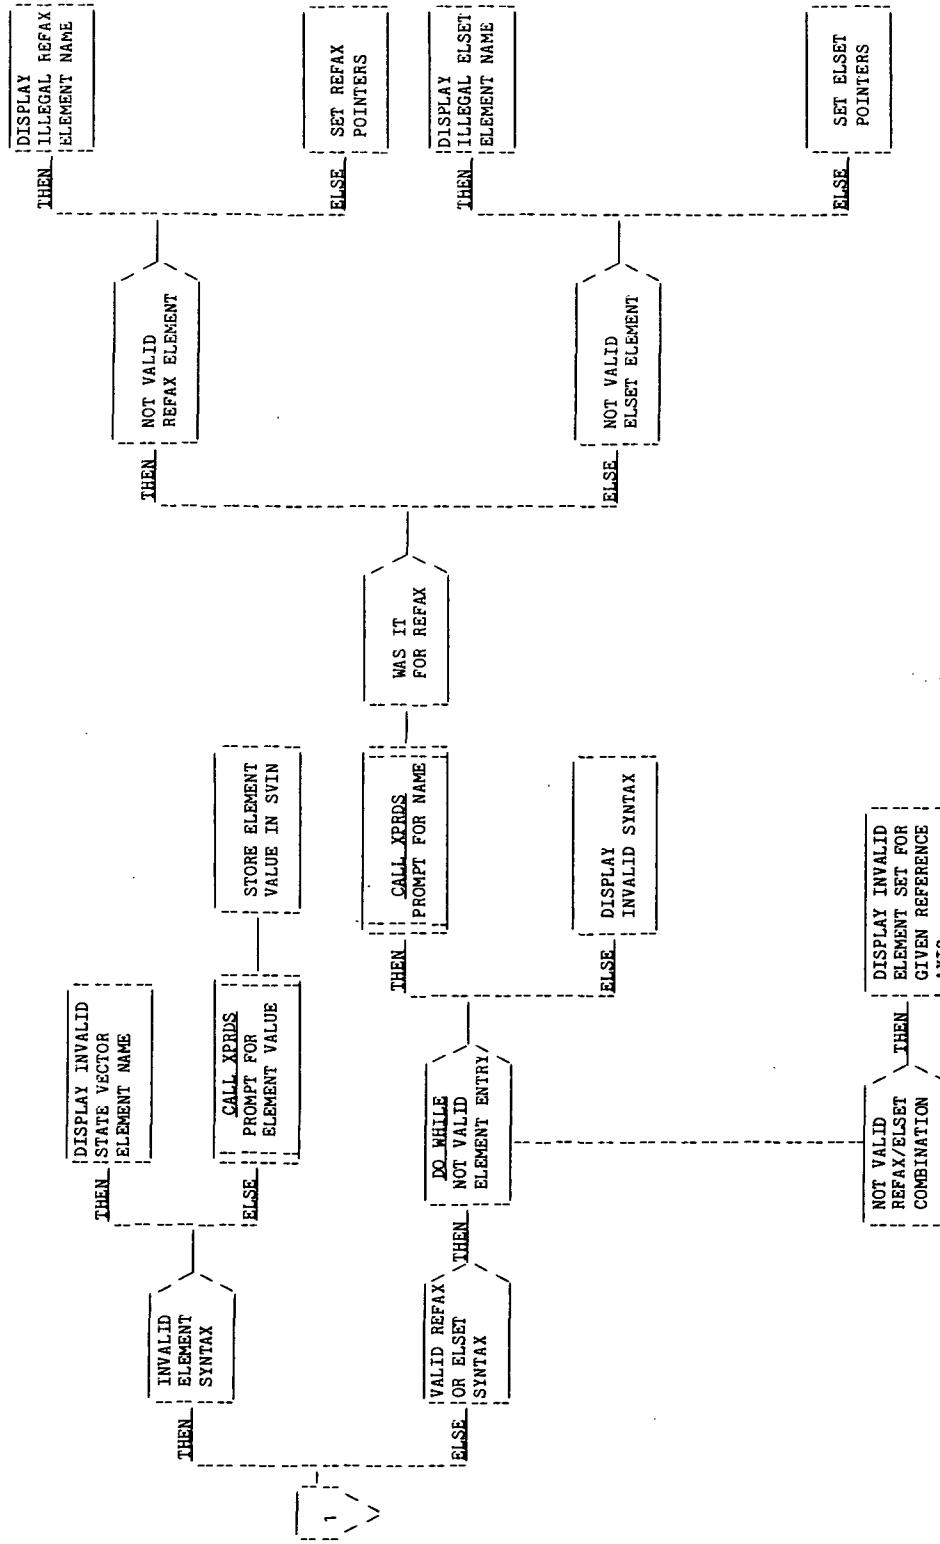 1
THEN
INVALID
ELEMENT
SYNTAX
THEN
DISPLAY INVALID
STATE VECTOR
ELEMENT NAME
ELSE
CALL XPRDS
PROMPT FOR
ELEMENT VALUE
STORE ELEMENT
VALUE IN SVIN
ELSE
VALID REFAX
OR ELSET
SYNTAX
THEN
DO WHILE
NOT VALID
ELEMENT ENTRY
THEN
CALL XPRDS
PROMPT FOR NAME
WAS IT
FOR REFAX
THEN
NOT VALID
REFAX ELEMENT
THEN
DISPLAY
ILLEGAL REFAX
ELEMENT NAME
ELSE
SET REFAX
POINTERS
ELSE
NOT VALID
ELSET ELEMENT
THEN
DISPLAY
ILLEGAL ELSET
ELEMENT NAME
ELSE
SET ELSET
POINTERS
ELSE
DISPLAY
INVALID SYNTAX
NOT VALID
REFAX/ELSET
COMBINATION
THEN
DISPLAY INVALID
ELEMENT SET FOR
GIVEN REFERENCE